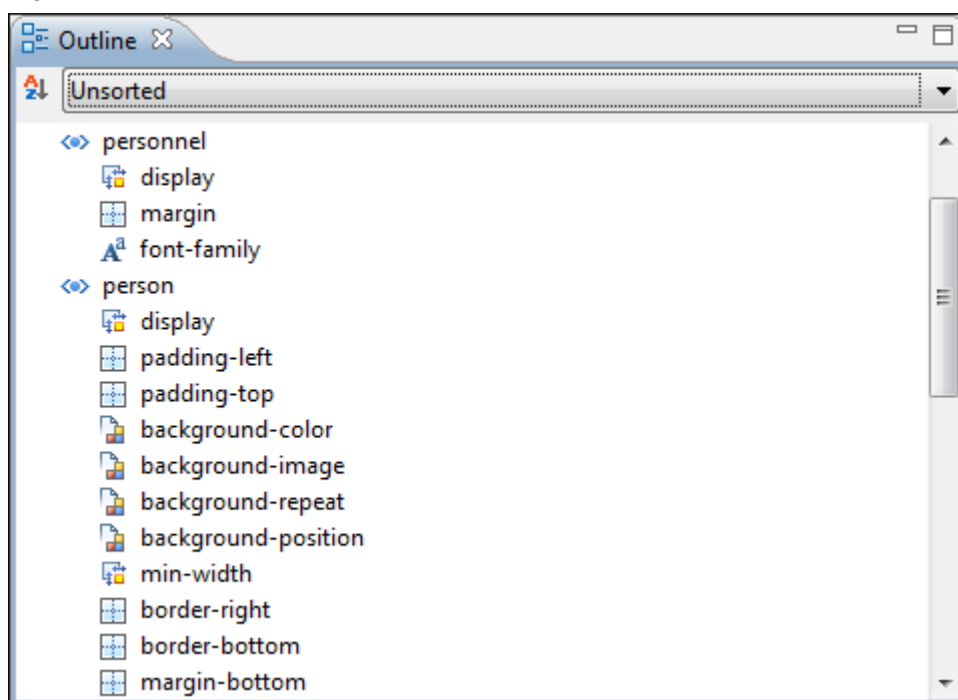 Outline
Unsorted
personnel
display
margin
font-family
person
display
padding-left
padding-top
background-color
background-image
background-repeat
background-position
min-width
border-right
border-bottom
margin-bottom